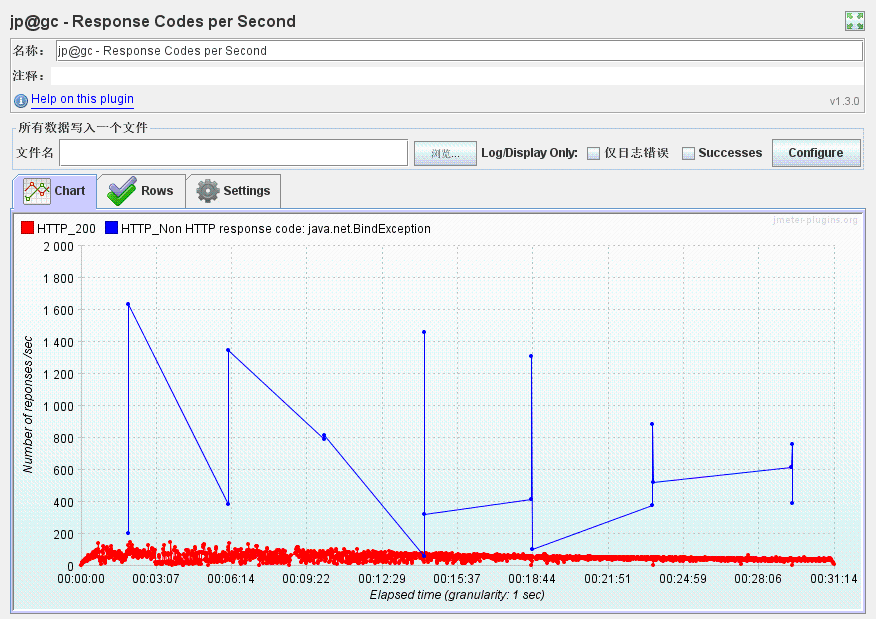 jp@gc - Response Codes per Second
名称： jp@gc - Response Codes per Second
注释：
Help on this plugin
v1.3.0
所有数据写入一个文件
文件名 浏览... Log/Display Only: 仅日志错误 Successes Configure
Chart Rows Settings
jmeter-plugins.org
HTTP_200 HTTP_Non HTTP response code: java.net.BindException
2 000
1 800
1 600
1 400
1 200
1 000
800
600
400
200
0
Number of reponses /sec
00:00:00 00:03:07 00:06:14 00:09:22 00:12:29 00:15:37 00:18:44 00:21:51 00:24:59 00:28:06 00:31:14
Elapsed time (granularity: 1 sec)